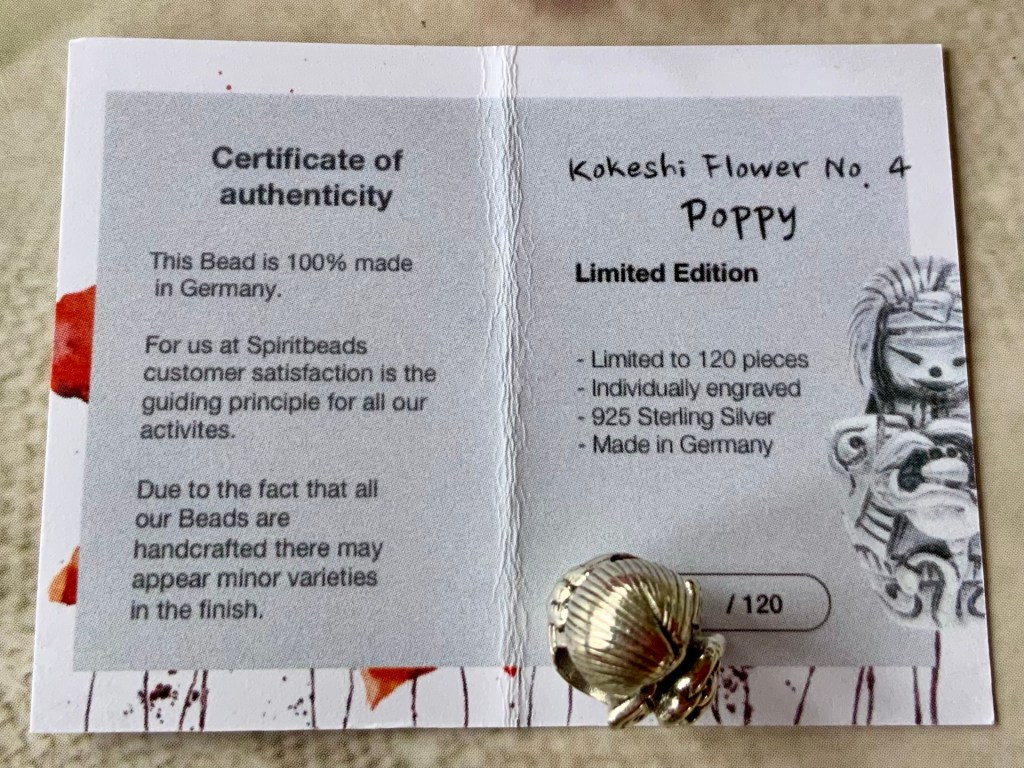 Certificate of
authenticity
This Bead is 100% made
in Germany.
For us at Spiritbeads
customer satisfaction is the
guiding principle for all our
activites.
Due to the fact that all
our Beads are
handcrafted there may
appear minor varieties
in the finish.
Kokeshi Flower No. 4
Poppy
Limited Edition
- Limited to 120 pieces
- Individually engraved
- 925 Sterling Silver
- Made in Germany
/ 120